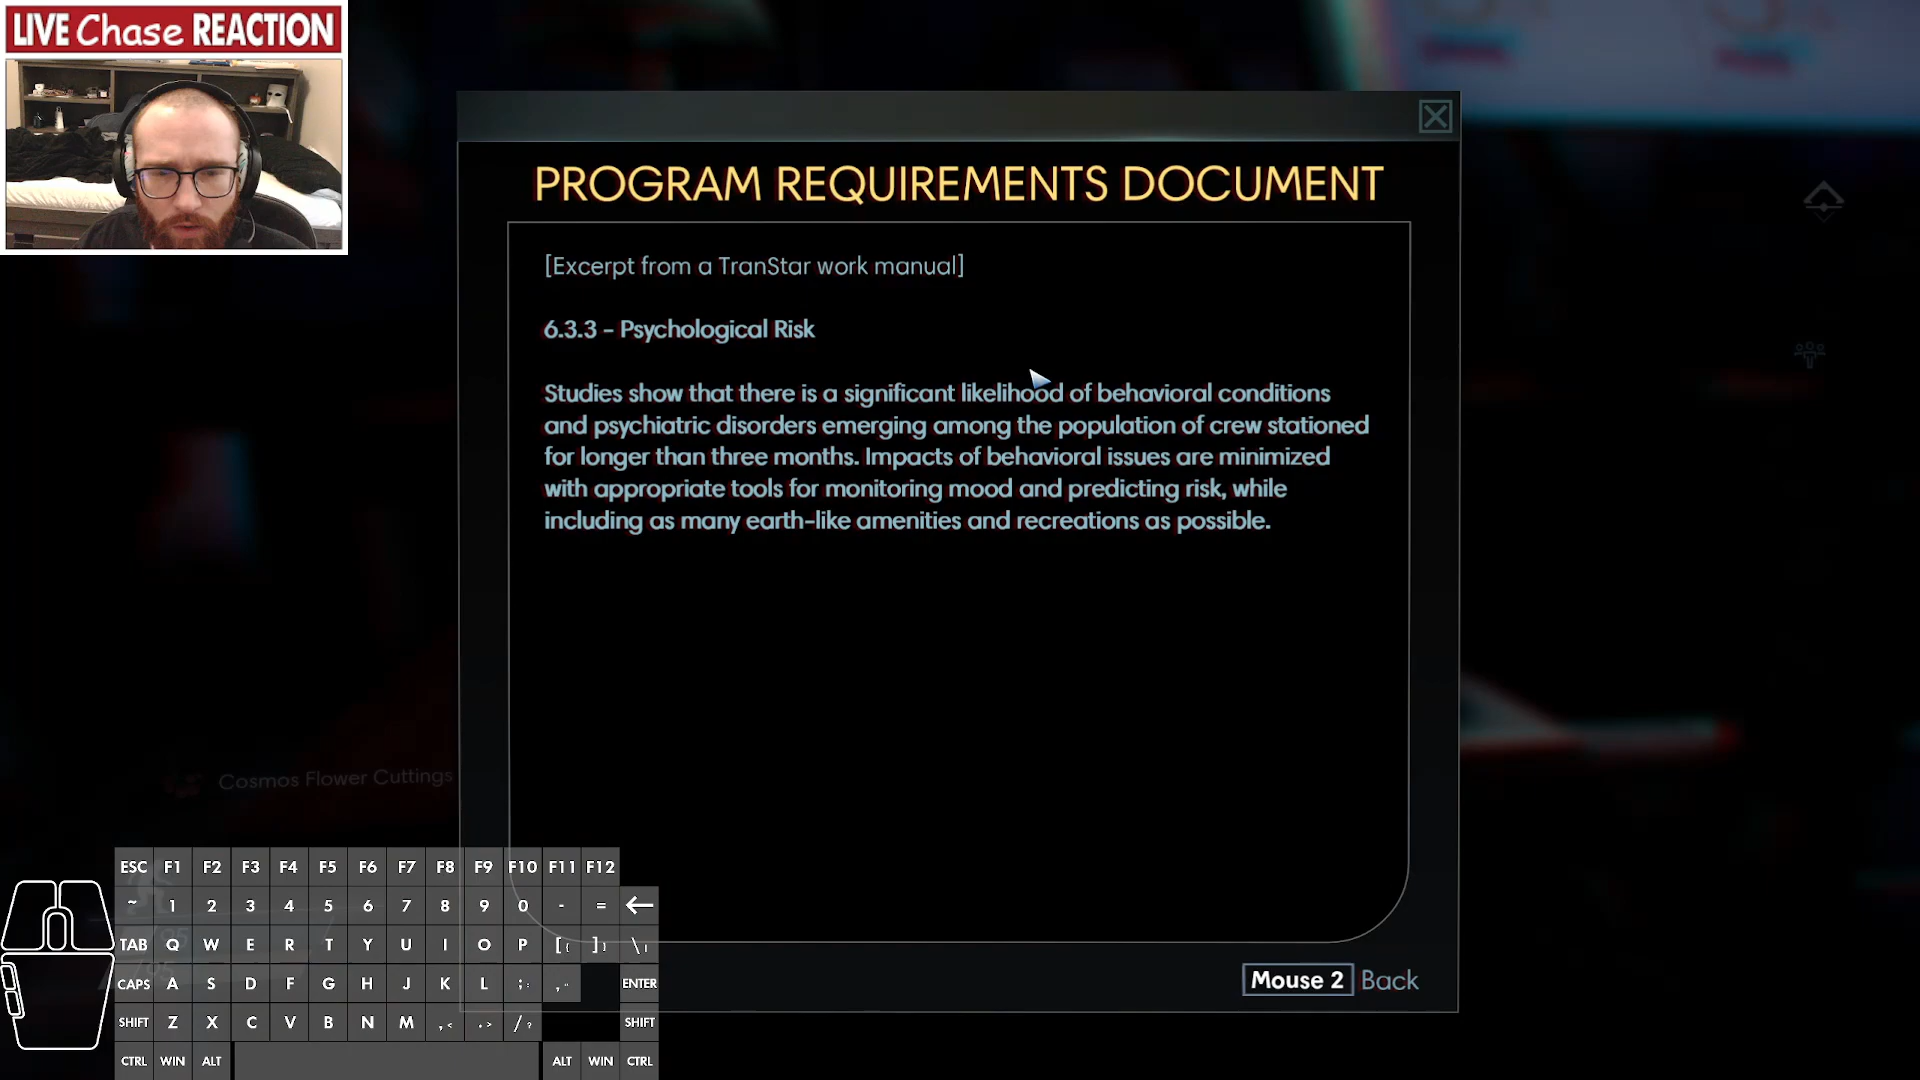 LIVE Chase REACTION
PROGRAM REQUIREMENTS DOCUMENT
[Excerpt from a TranStar work manual]
6.3.3 - Psychological Risk
Studies show that there is a significant likelihood of behavioral conditions
and psychiatric disorders emerging among the population of crew stationed
for longer than three months. Impacts of behavioral issues are minimized
with appropriate tools for monitoring mood and predicting risk, while
including as many earth-like amenities and recreations as possible.
Cosmos Flower Cuttings
Mouse 2 Back
ESC F1 F2 F3 F4 F5 F6 F7 F8 F9 F10 F11 F12
~ 1 2 3 4 5 6 7 8 9 0 - = ←
TAB Q W E R T Y U I O P [{ ]} \|
CAPS A S D F G H J K L ;: ENTER
SHIFT Z X C V B N M ,< .> /? SHIFT
CTRL WIN ALT ALT WIN CTRL